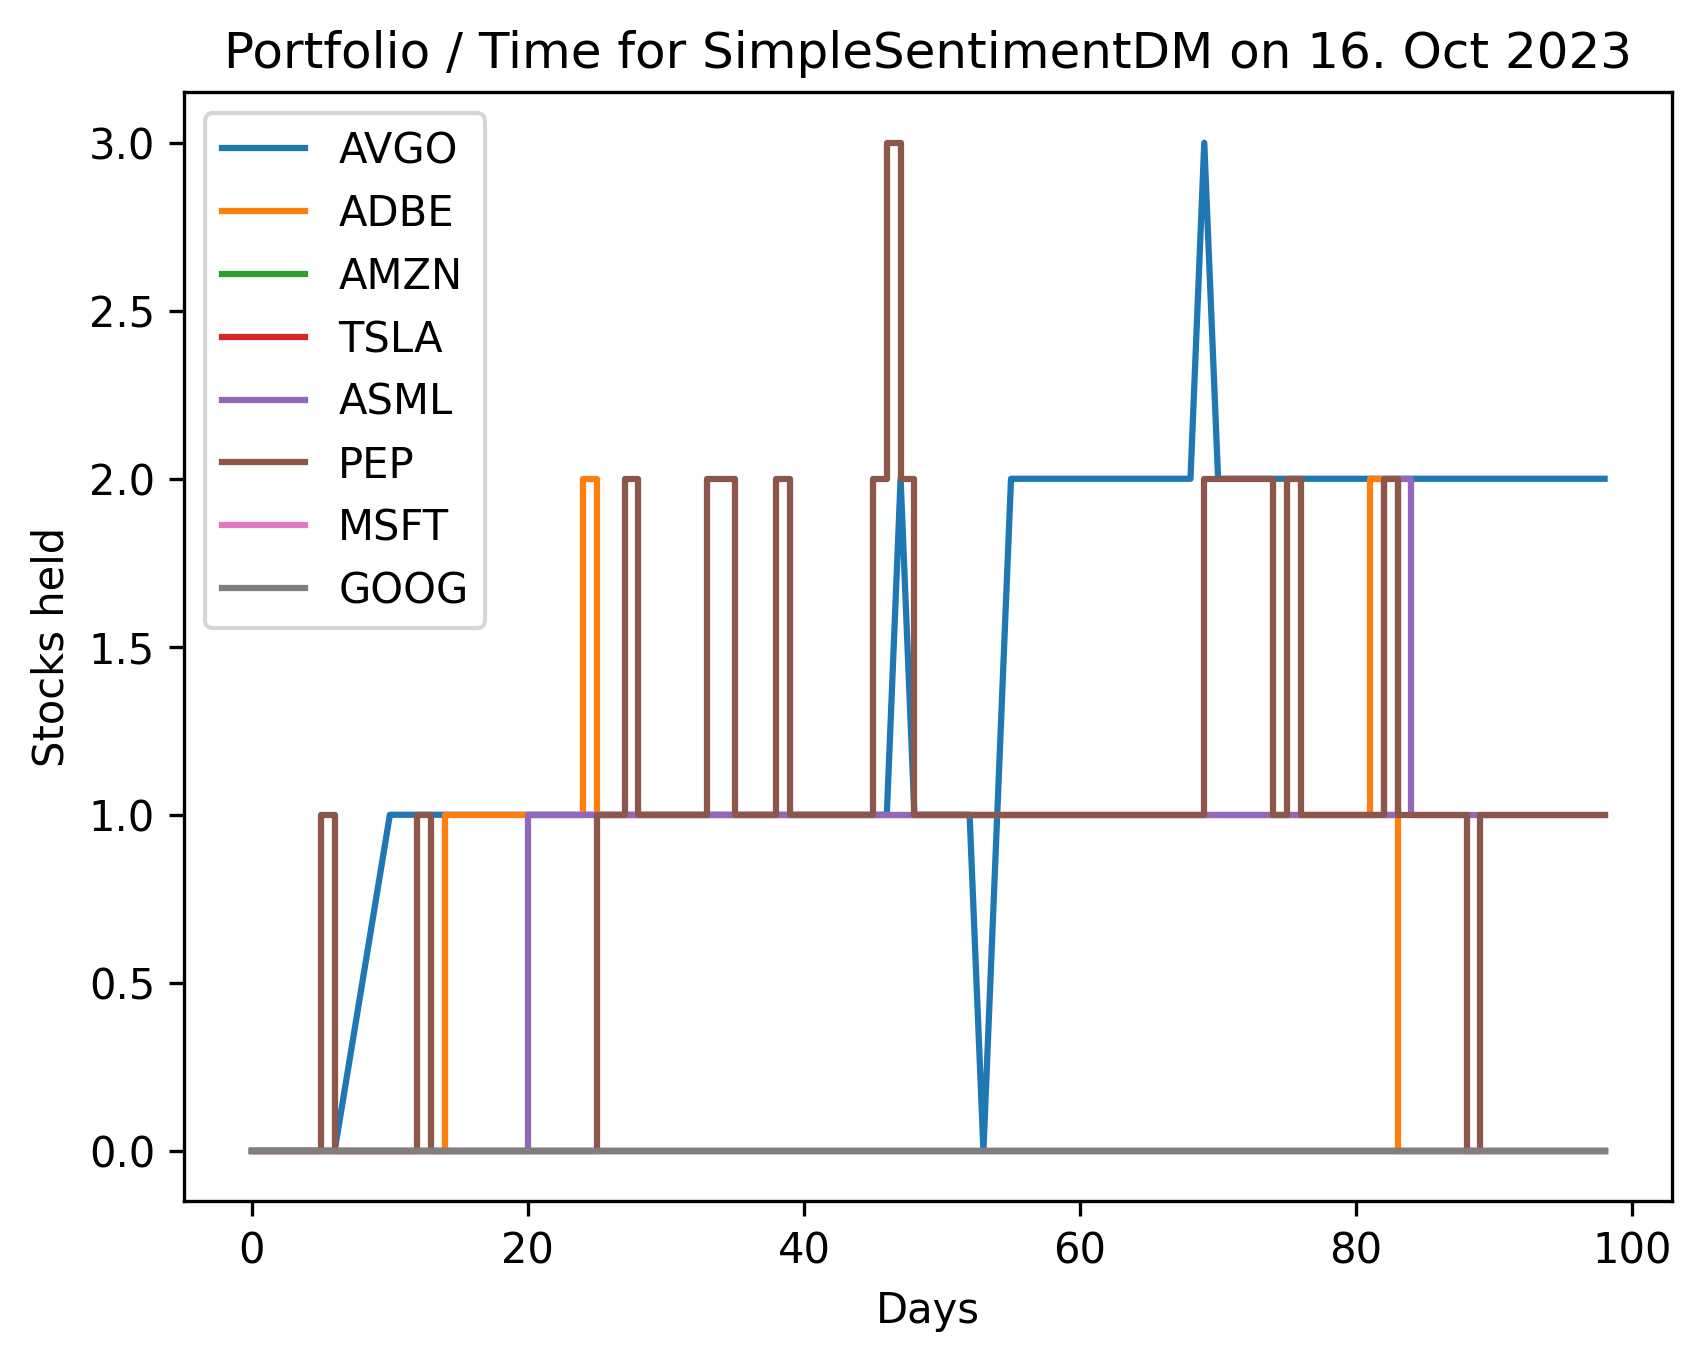 Portfolio / Time for SimpleSentimentDM on 16. Oct 2023
AVGO
ADBE
AMZN
TSLA
ASML
PEP
MSFT
GOOG
Stocks held
3.0
2.5
2.0
1.5
1.0
0.5
0.0
0 20 40 60 80 100
Days